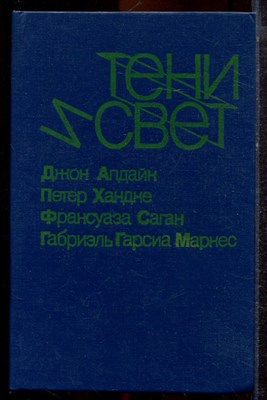 тени
и свет
Джон Апдайк
Петер Хандке
Франсуаза Саган
Габриэль Гарсиа Маркес